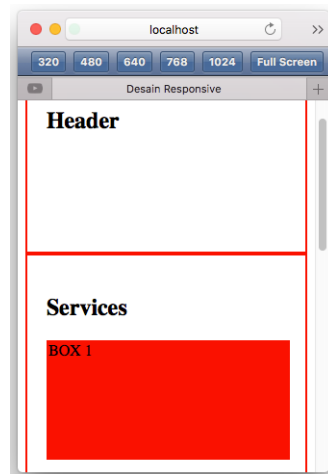 localhost
320 480 640 768 1024 Full Screen
Desain Responsive
Header
Services
BOX 1